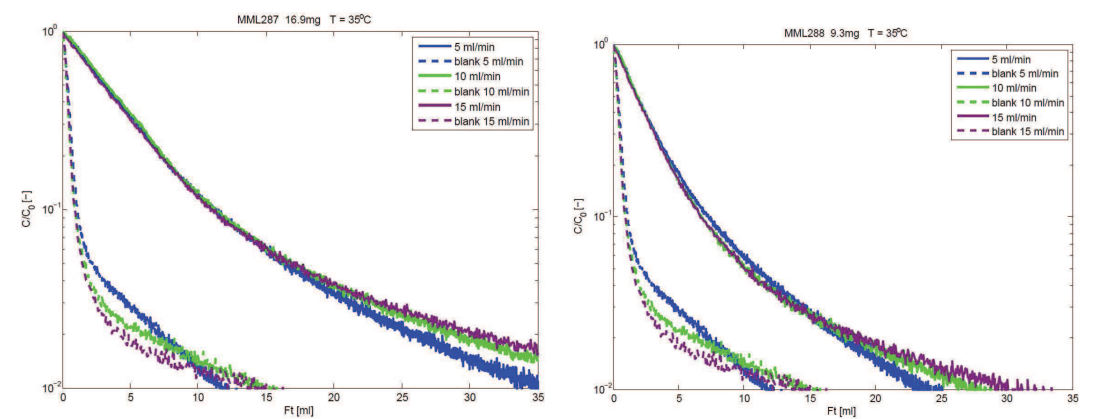 MML287 16.9mg T = 35°C
10⁰
10⁻¹
10⁻²
C/C₀ [−]
5 ml/min
blank 5 ml/min
10 ml/min
blank 10 ml/min
15 ml/min
blank 15 ml/min
0 5 10 15 20 25 30 35
Ft [ml]
MML288 9.3mg T = 35°C
10⁰
10⁻¹
10⁻²
C/C₀ [−]
5 ml/min
blank 5 ml/min
10 ml/min
blank 10 ml/min
15 ml/min
blank 15 ml/min
0 5 10 15 20 25 30 35
Ft [ml]